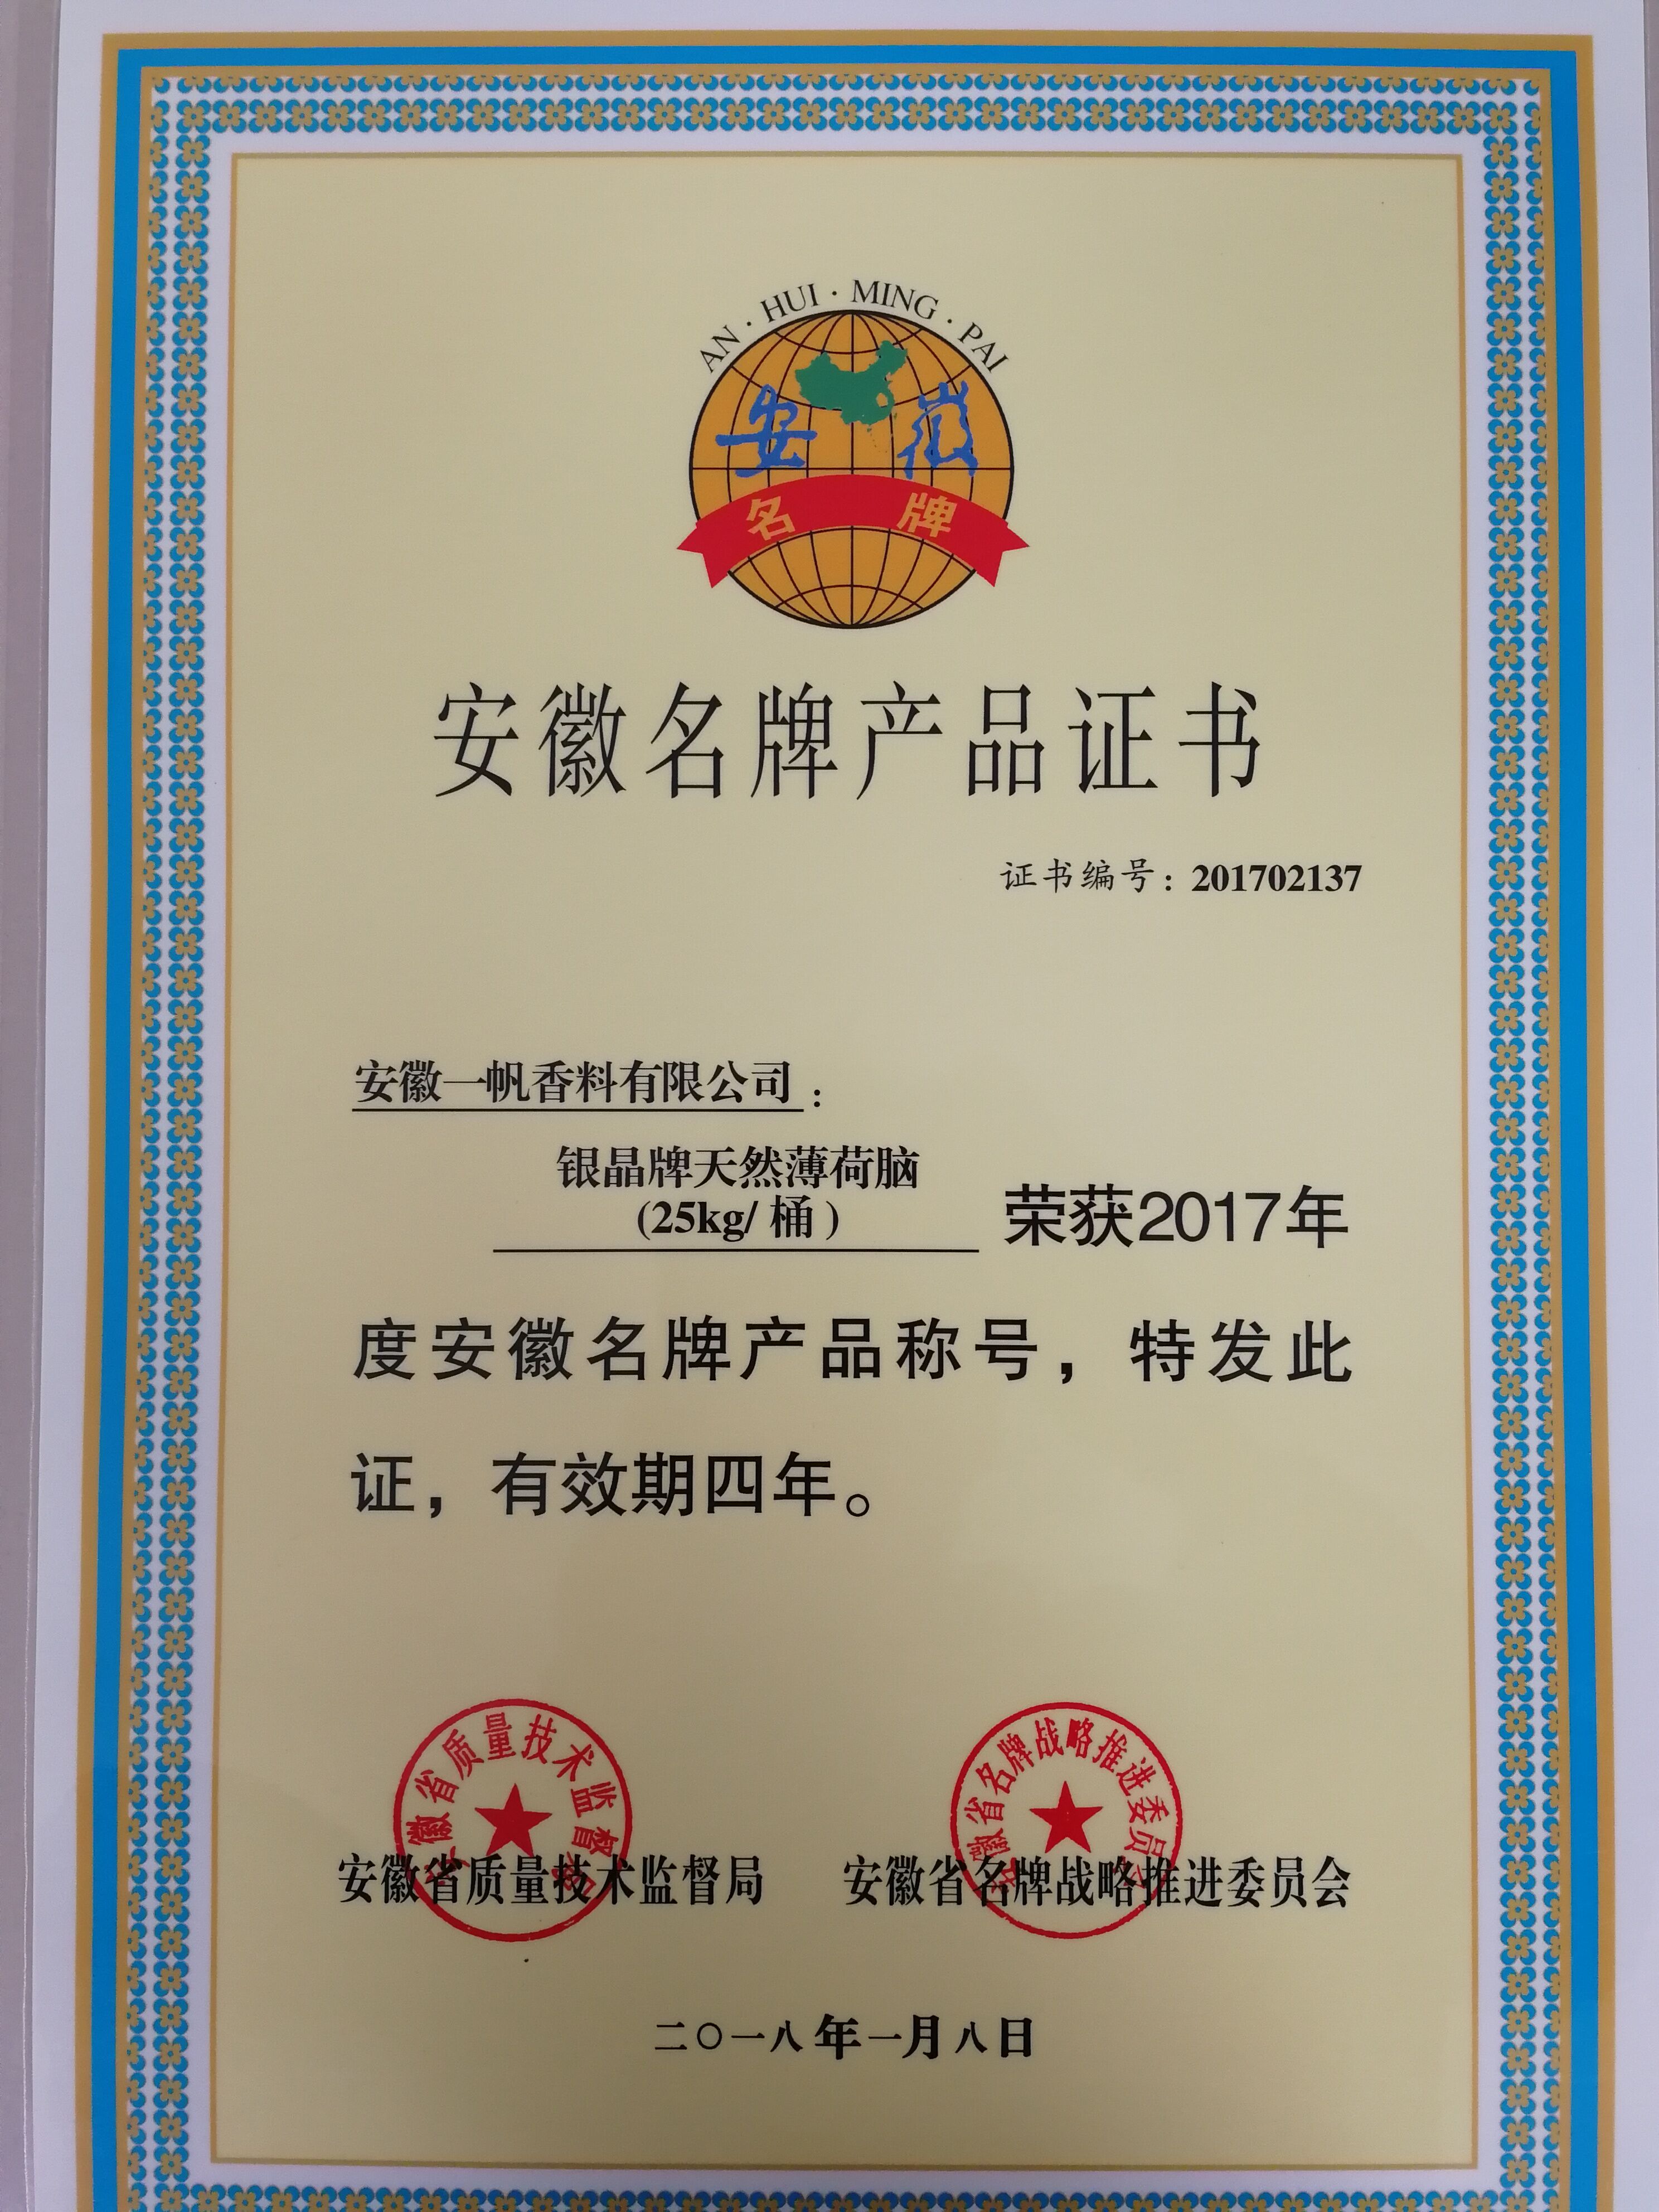 AN·HUI·MING·PAI
安徽
名牌
安徽名牌产品证书
证书编号：201702137
安徽一帆香料有限公司：
银晶牌天然薄荷脑
(25kg/桶)
荣获2017年
度安徽名牌产品称号，特发此
证，有效期四年。
安徽省质量技术监督局
安徽省名牌战略推进委员会
安徽省质量技术监督局
安徽省名牌战略推进委员会
二〇一八年一月八日